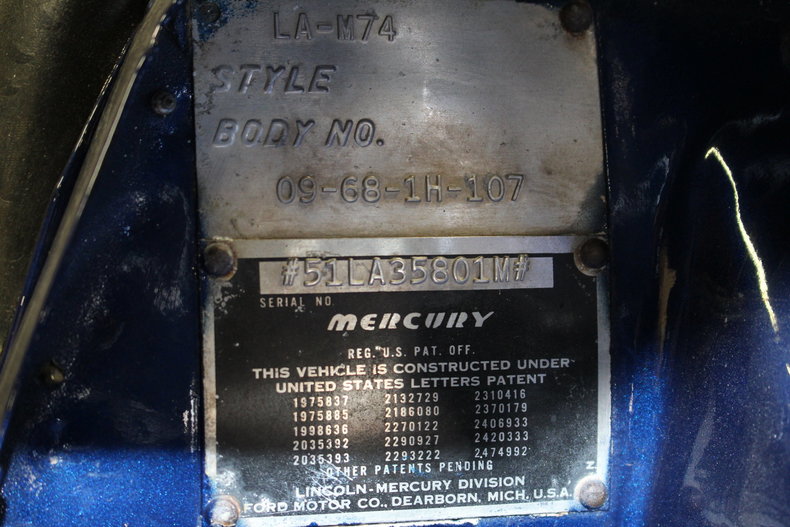 LA-M74
STYLE
BODY NO.
09-68-1H-107
#51LA35801M#
SERIAL NO.
MERCURY
REG. U.S. PAT. OFF.
THIS VEHICLE IS CONSTRUCTED UNDER
UNITED STATES LETTERS PATENT
1975837 2132729 2310416
1975885 2186080 2370179
1998636 2270122 2406933
2035392 2290927 2420333
2035393 2293222 2474992
OTHER PATENTS PENDING
LINCOLN-MERCURY DIVISION
FORD MOTOR CO., DEARBORN, MICH. U.S.A.
N